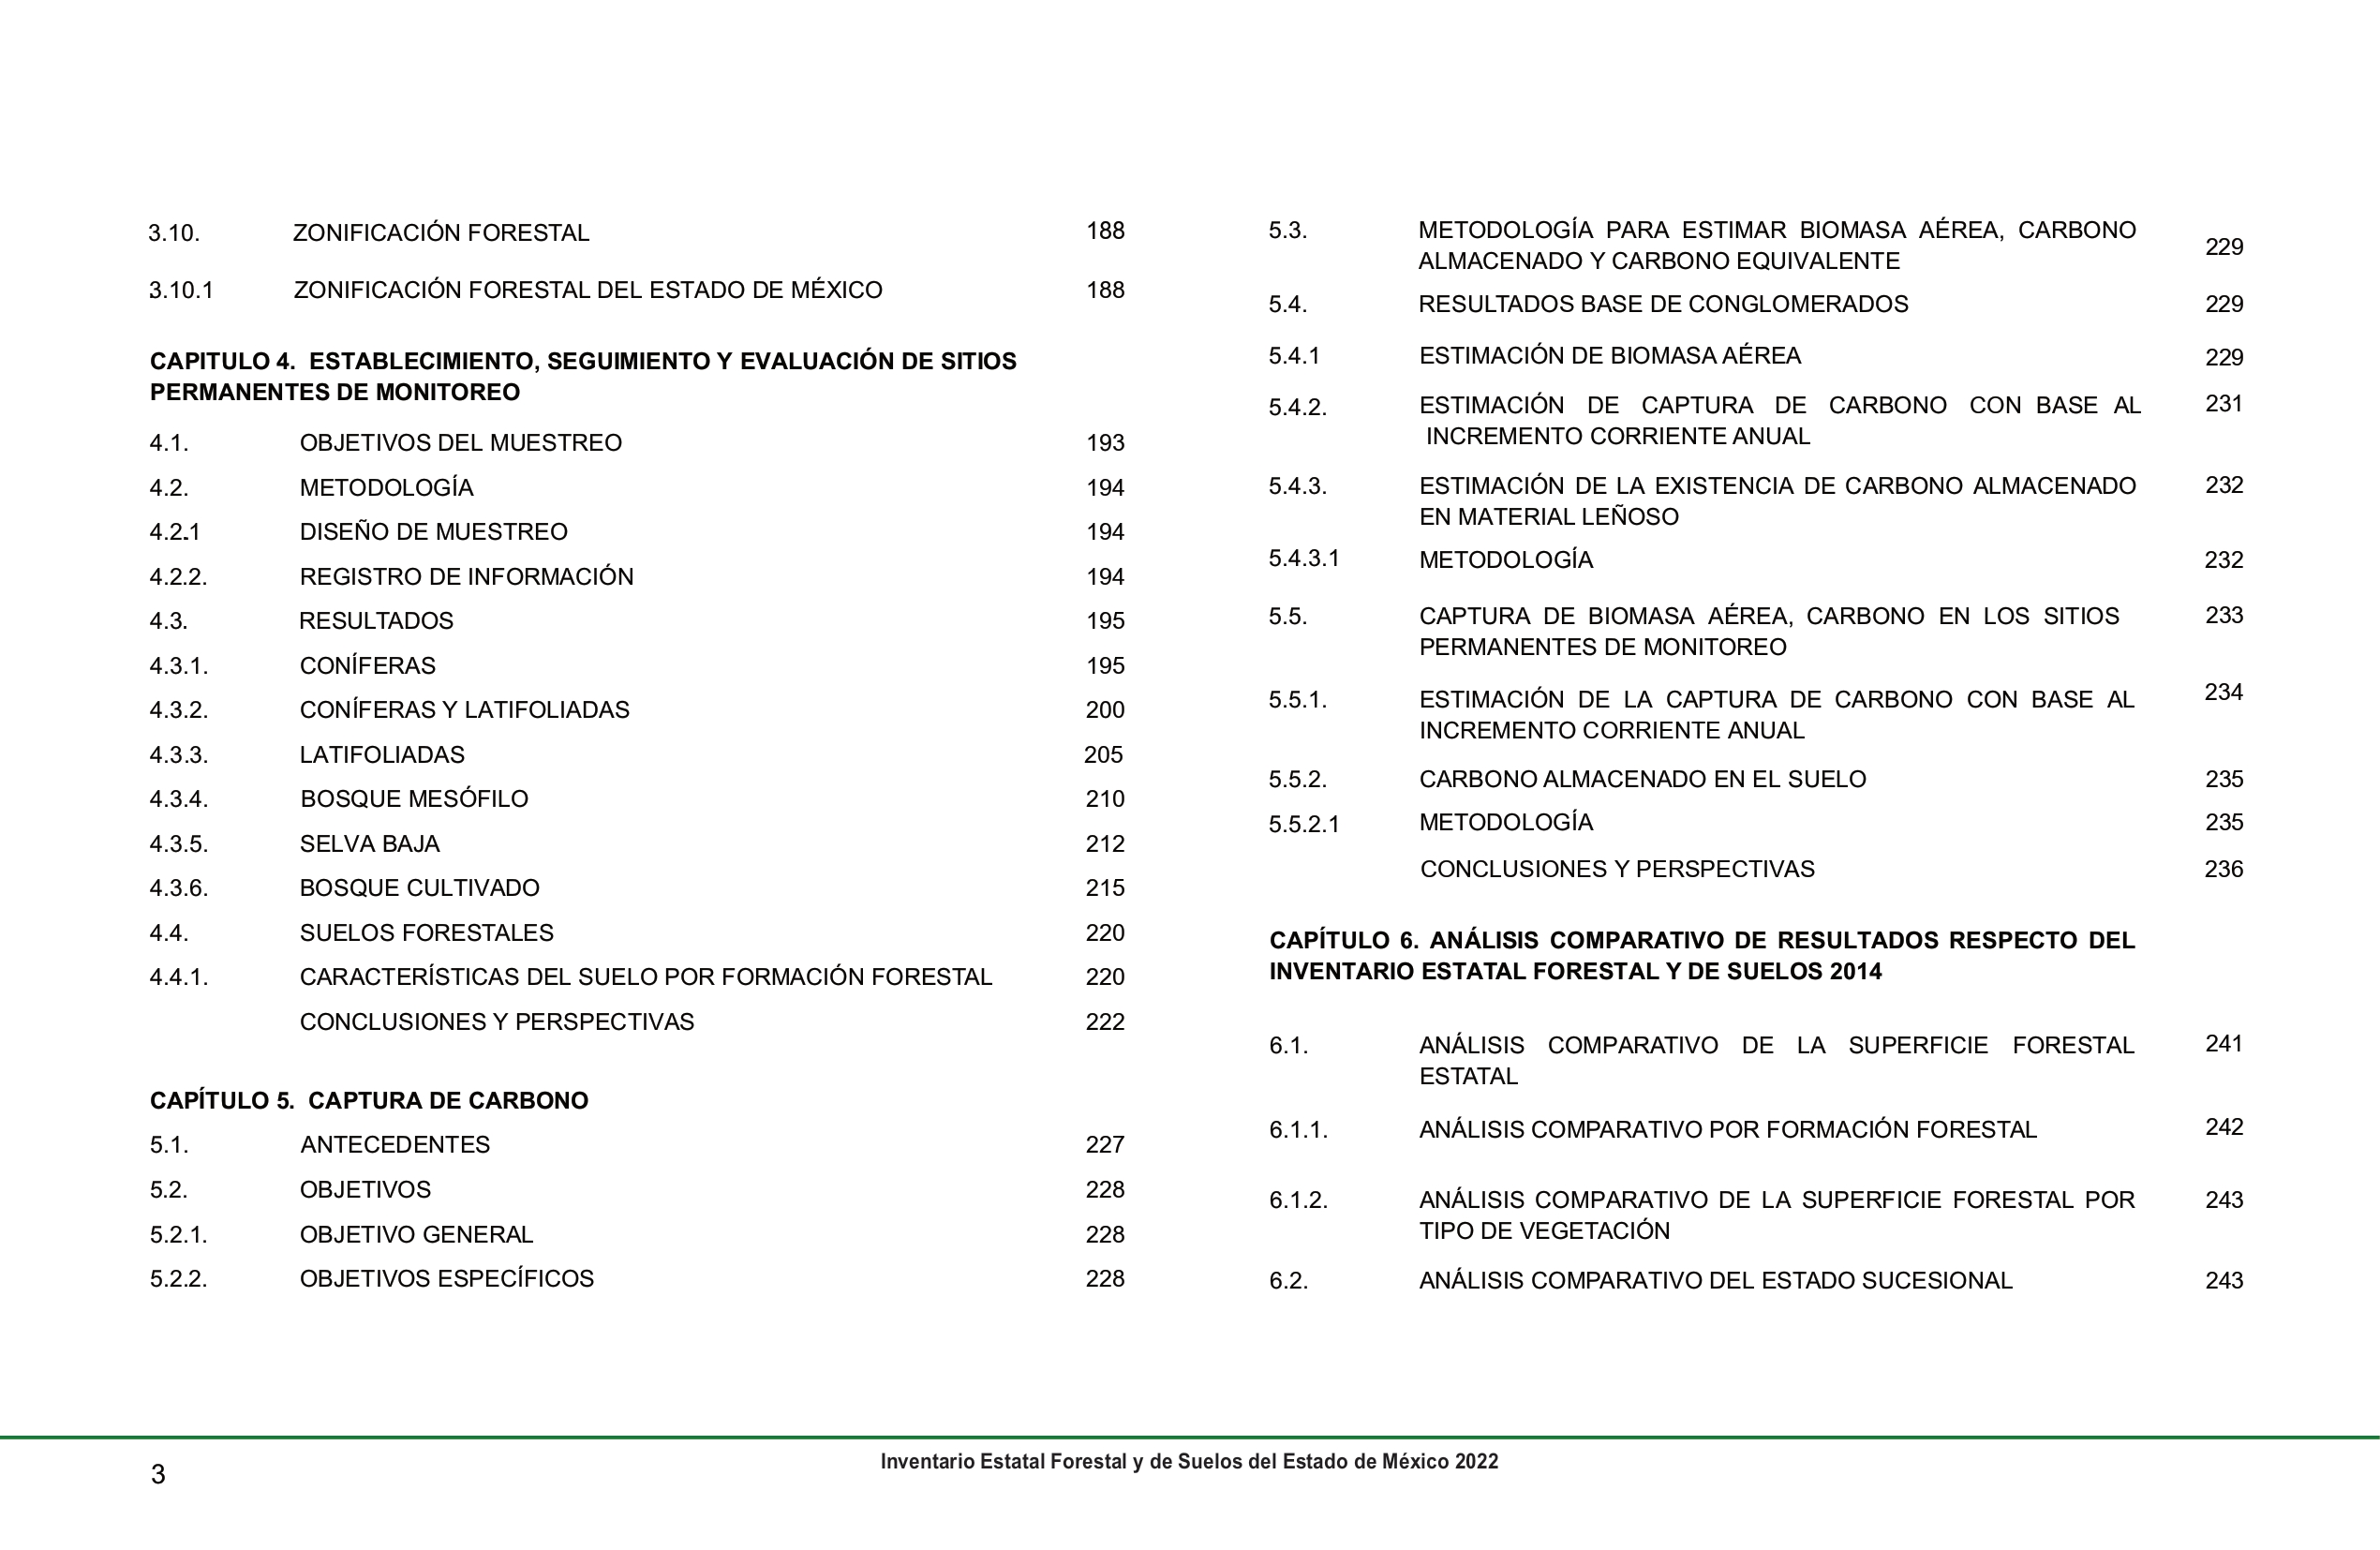 3.10. ZONIFICACIÓN FORESTAL 188
3.10.1 ZONIFICACIÓN FORESTAL DEL ESTADO DE MÉXICO 188
CAPITULO 4. ESTABLECIMIENTO, SEGUIMIENTO Y EVALUACIÓN DE SITIOS
PERMANENTES DE MONITOREO
4.1. OBJETIVOS DEL MUESTREO 193
4.2. METODOLOGÍA 194
4.2.1 DISEÑO DE MUESTREO 194
4.2.2. REGISTRO DE INFORMACIÓN 194
4.3. RESULTADOS 195
4.3.1. CONÍFERAS 195
4.3.2. CONÍFERAS Y LATIFOLIADAS 200
4.3.3. LATIFOLIADAS 205
4.3.4. BOSQUE MESÓFILO 210
4.3.5. SELVA BAJA 212
4.3.6. BOSQUE CULTIVADO 215
4.4. SUELOS FORESTALES 220
4.4.1. CARACTERÍSTICAS DEL SUELO POR FORMACIÓN FORESTAL 220
CONCLUSIONES Y PERSPECTIVAS 222
CAPÍTULO 5. CAPTURA DE CARBONO
5.1. ANTECEDENTES 227
5.2. OBJETIVOS 228
5.2.1. OBJETIVO GENERAL 228
5.2.2. OBJETIVOS ESPECÍFICOS 228
5.3. METODOLOGÍA PARA ESTIMAR BIOMASA AÉREA, CARBONO
ALMACENADO Y CARBONO EQUIVALENTE 229
5.4. RESULTADOS BASE DE CONGLOMERADOS 229
5.4.1 ESTIMACIÓN DE BIOMASA AÉREA 229
5.4.2. ESTIMACIÓN DE CAPTURA DE CARBONO CON BASE AL 231
INCREMENTO CORRIENTE ANUAL
5.4.3. ESTIMACIÓN DE LA EXISTENCIA DE CARBONO ALMACENADO 232
EN MATERIAL LEÑOSO
5.4.3.1 METODOLOGÍA 232
5.5. CAPTURA DE BIOMASA AÉREA, CARBONO EN LOS SITIOS 233
PERMANENTES DE MONITOREO
5.5.1. ESTIMACIÓN DE LA CAPTURA DE CARBONO CON BASE AL 234
INCREMENTO CORRIENTE ANUAL
5.5.2. CARBONO ALMACENADO EN EL SUELO 235
5.5.2.1 METODOLOGÍA 235
CONCLUSIONES Y PERSPECTIVAS 236
CAPÍTULO 6. ANÁLISIS COMPARATIVO DE RESULTADOS RESPECTO DEL
INVENTARIO ESTATAL FORESTAL Y DE SUELOS 2014
6.1. ANÁLISIS COMPARATIVO DE LA SUPERFICIE FORESTAL 241
ESTATAL
6.1.1. ANÁLISIS COMPARATIVO POR FORMACIÓN FORESTAL 242
6.1.2. ANÁLISIS COMPARATIVO DE LA SUPERFICIE FORESTAL POR 243
TIPO DE VEGETACIÓN
6.2. ANÁLISIS COMPARATIVO DEL ESTADO SUCESIONAL 243
Inventario Estatal Forestal y de Suelos del Estado de México 2022
3